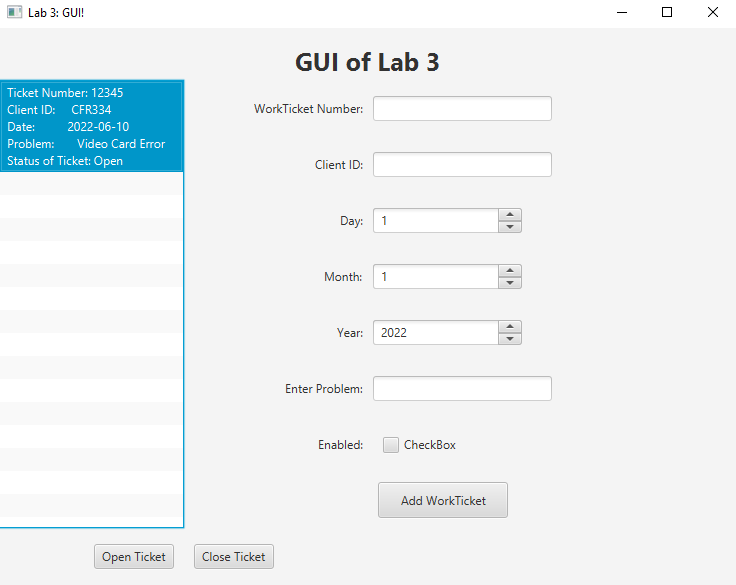 Lab 3: GUI!
GUI of Lab 3
Ticket Number: 12345
Client ID: CFR334
Date: 2022-06-10
Problem: Video Card Error
Status of Ticket: Open
WorkTicket Number:
Client ID:
Day: 1
Month: 1
Year: 2022
Enter Problem:
Enabled: CheckBox
Add WorkTicket
Open Ticket Close Ticket